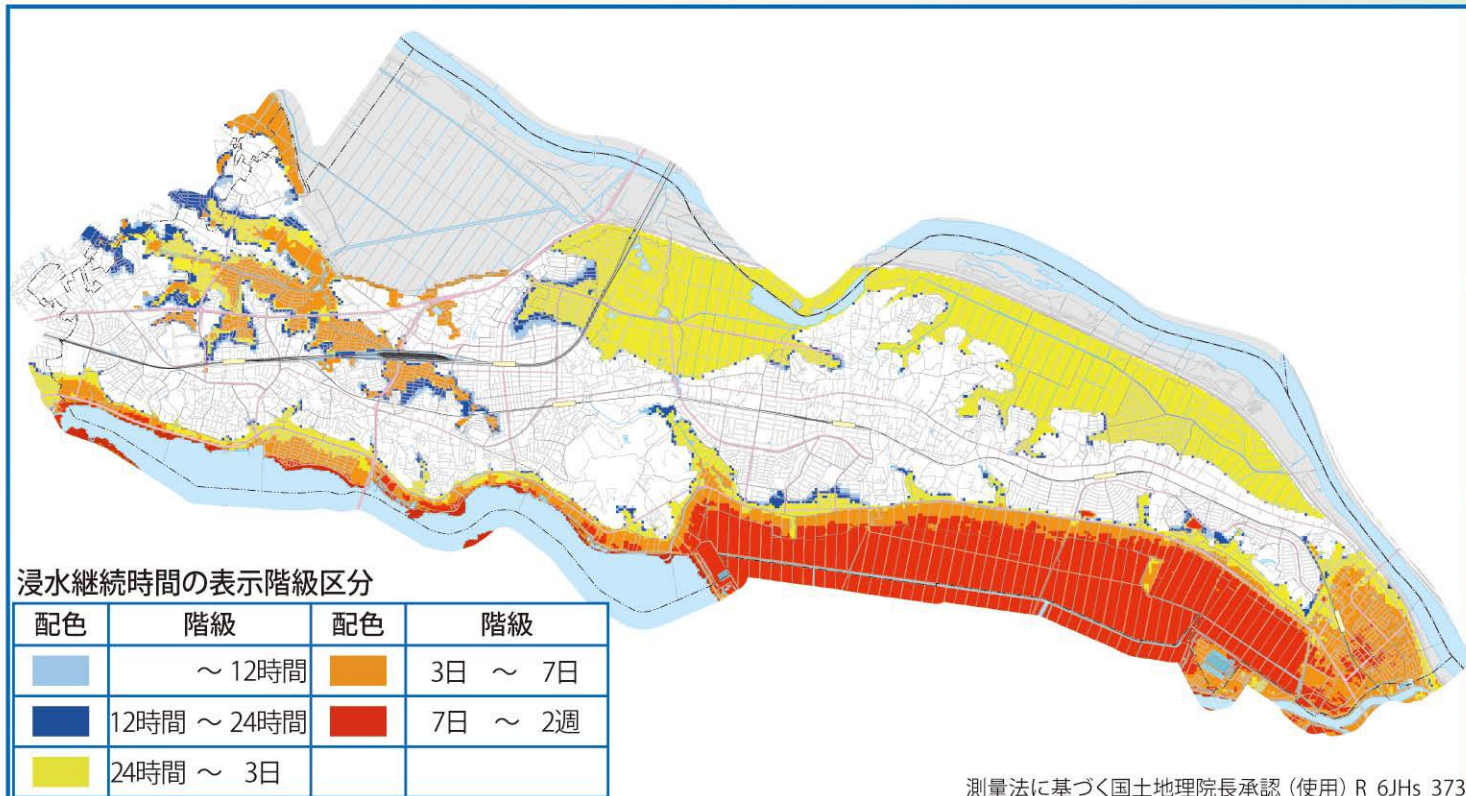 浸水継続時間の表示階級区分
配色 階級 配色 階級
～ 12時間 3日 ～ 7日
12時間 ～ 24時間 7日 ～ 2週
24時間 ～ 3日
測量法に基づく国土地理院長承認（使用）R 6JHs 373